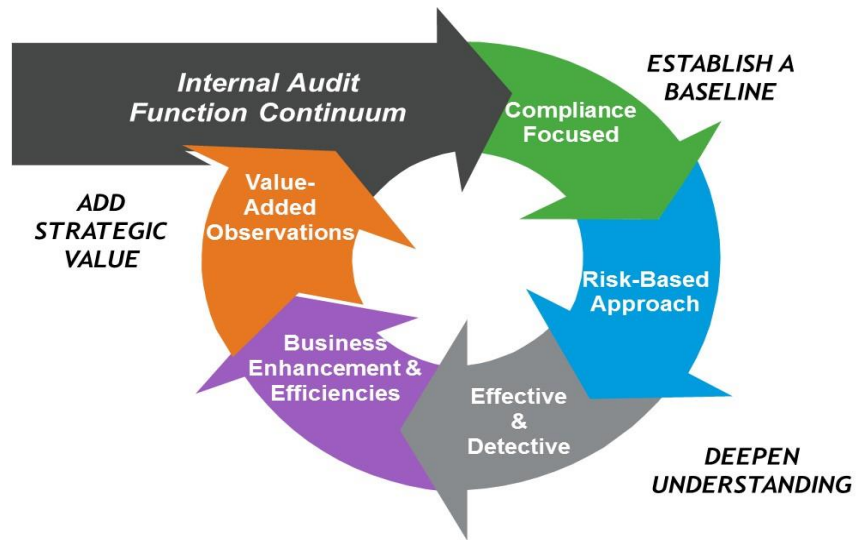 Internal Audit
Function Continuum
ESTABLISH A
BASELINE
Compliance
Focused
Risk-Based
Approach
DEEPEN
UNDERSTANDING
Effective
&
Detective
Business
Enhancement &
Efficiencies
Value-
Added
Observations
ADD
STRATEGIC
VALUE